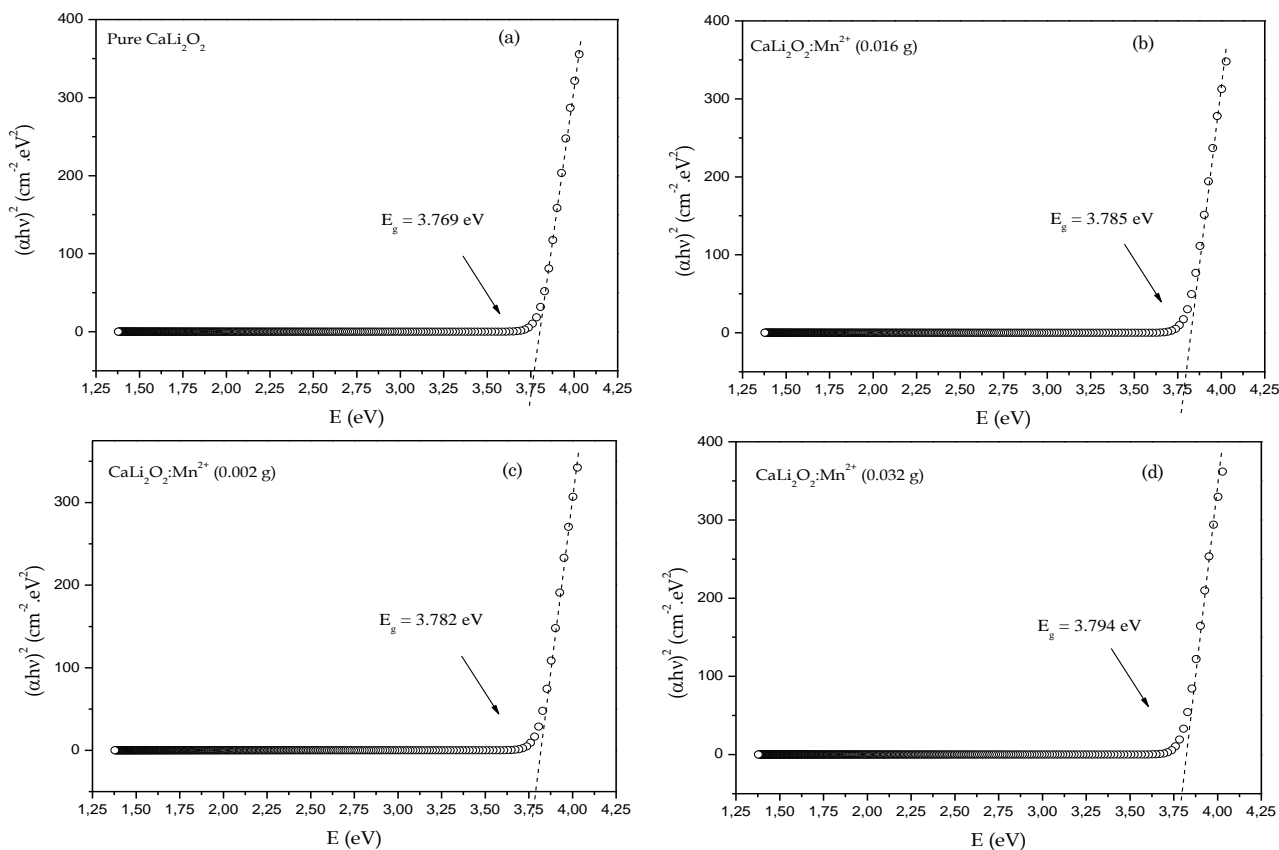 400
300
200
100
0
(αhν)² (cm⁻².eV²)
Pure CaLi₂O₂
(a)
E_g = 3.769 eV
1,25 1,50 1,75 2,00 2,25 2,50 2,75 3,00 3,25 3,50 3,75 4,00 4,25
E (eV)
400
300
200
100
0
(αhν)² (cm⁻².eV²)
CaLi₂O₂:Mn²⁺ (0.016 g)
(b)
E_g = 3.785 eV
1,25 1,50 1,75 2,00 2,25 2,50 2,75 3,00 3,25 3,50 3,75 4,00 4,25
E (eV)
300
200
100
0
(αhν)² (cm⁻².eV²)
CaLi₂O₂:Mn²⁺ (0.002 g)
(c)
E_g = 3.782 eV
1,25 1,50 1,75 2,00 2,25 2,50 2,75 3,00 3,25 3,50 3,75 4,00 4,25
E (eV)
400
300
200
100
0
(αhν)² (cm⁻².eV²)
CaLi₂O₂:Mn²⁺ (0.032 g)
(d)
E_g = 3.794 eV
1,25 1,50 1,75 2,00 2,25 2,50 2,75 3,00 3,25 3,50 3,75 4,00 4,25
E (eV)